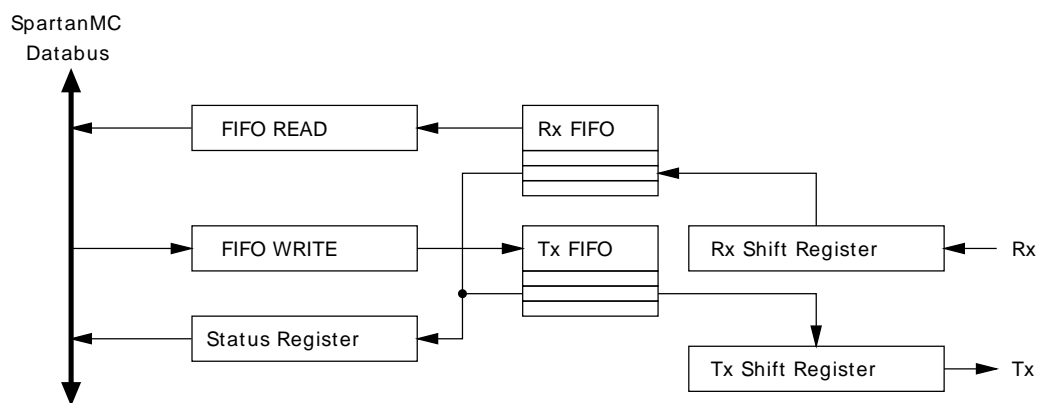 SpartanMC
Databus
FIFO READ
Rx FIFO
FIFO WRITE
Tx FIFO
Rx Shift Register
Rx
Status Register
Tx Shift Register
Tx